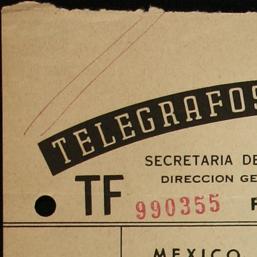 TELEGRAFOS
SECRETARIA DE
DIRECCION GE
TF 990355
MEXICO